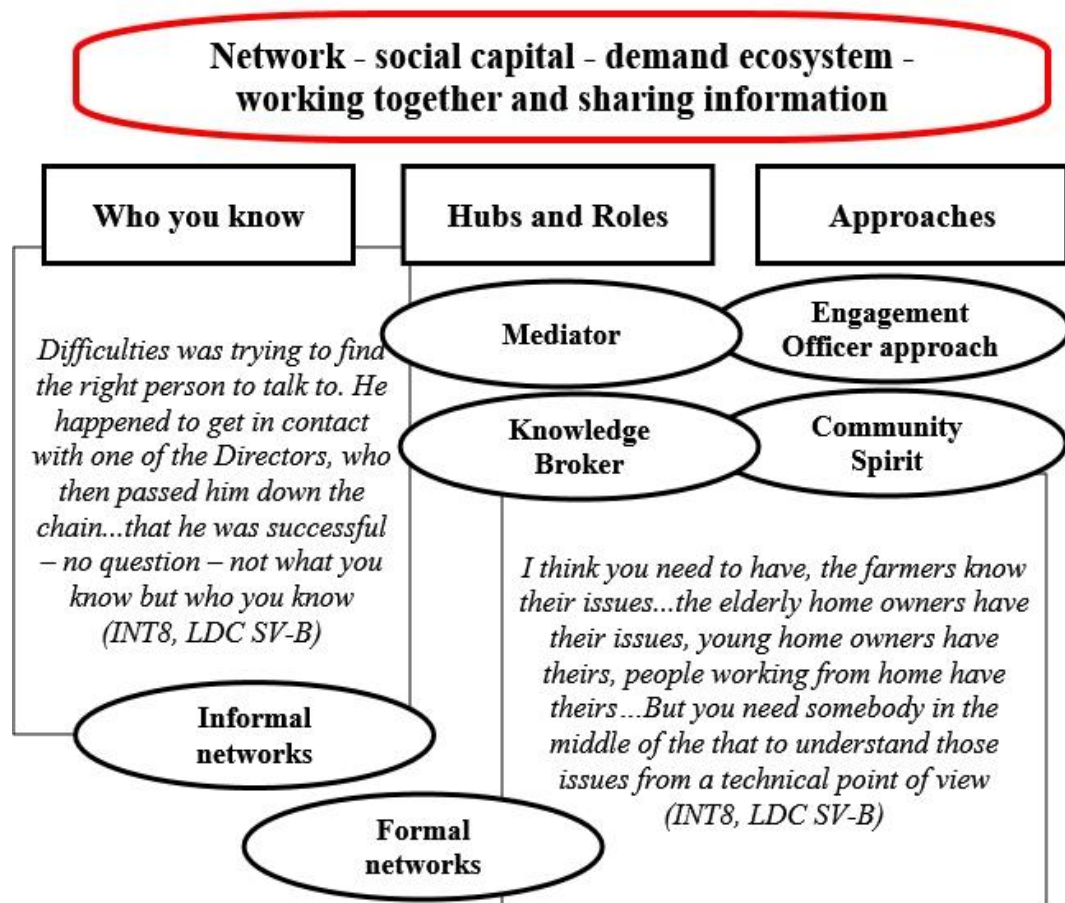 Network - social capital - demand ecosystem -
working together and sharing information
Who you know
Hubs and Roles
Approaches
Mediator
Engagement
Officer approach
Knowledge
Broker
Community
Spirit
Difficulties was trying to find
the right person to talk to. He
happened to get in contact
with one of the Directors, who
then passed him down the
chain...that he was successful
– no question – not what you
know but who you know
(INT8, LDC SV-B)
I think you need to have, the farmers know
their issues...the elderly home owners have
their issues, young home owners have
theirs, people working from home have
theirs...But you need somebody in the
middle of the that to understand those
issues from a technical point of view
(INT8, LDC SV-B)
Informal
networks
Formal
networks